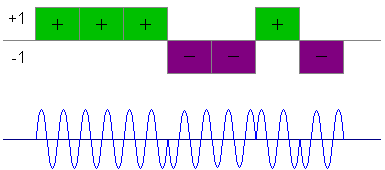 +1 + + + +
-1 − − −